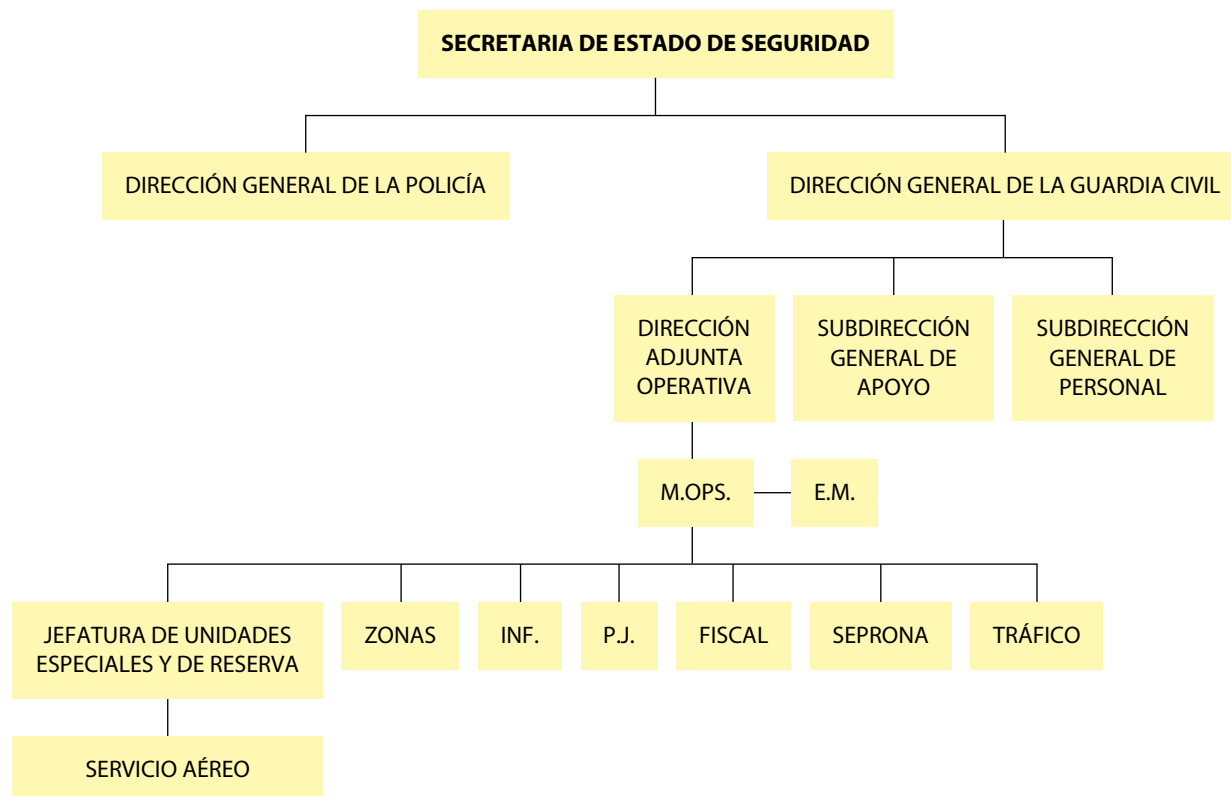 SECRETARIA DE ESTADO DE SEGURIDAD
DIRECCIÓN GENERAL DE LA POLICÍA
DIRECCIÓN GENERAL DE LA GUARDIA CIVIL
DIRECCIÓN
ADJUNTA
OPERATIVA
SUBDIRECCIÓN
GENERAL DE
APOYO
SUBDIRECCIÓN
GENERAL DE
PERSONAL
M.OPS.
E.M.
JEFATURA DE UNIDADES
ESPECIALES Y DE RESERVA
ZONAS
INF.
P.J.
FISCAL
SEPRONA
TRÁFICO
SERVICIO AÉREO